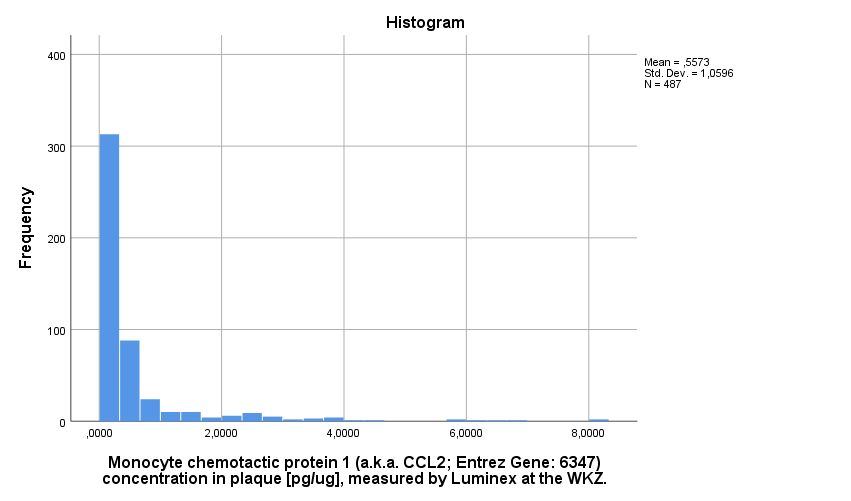 Histogram
Mean = ,5573
Std. Dev. = 1,0596
N = 487
Frequency
400
300
200
100
0
,0000
2,0000
4,0000
6,0000
8,0000
Monocyte chemotactic protein 1 (a.k.a. CCL2; Entrez Gene: 6347)
concentration in plaque [pg/ug], measured by Luminex at the WKZ.